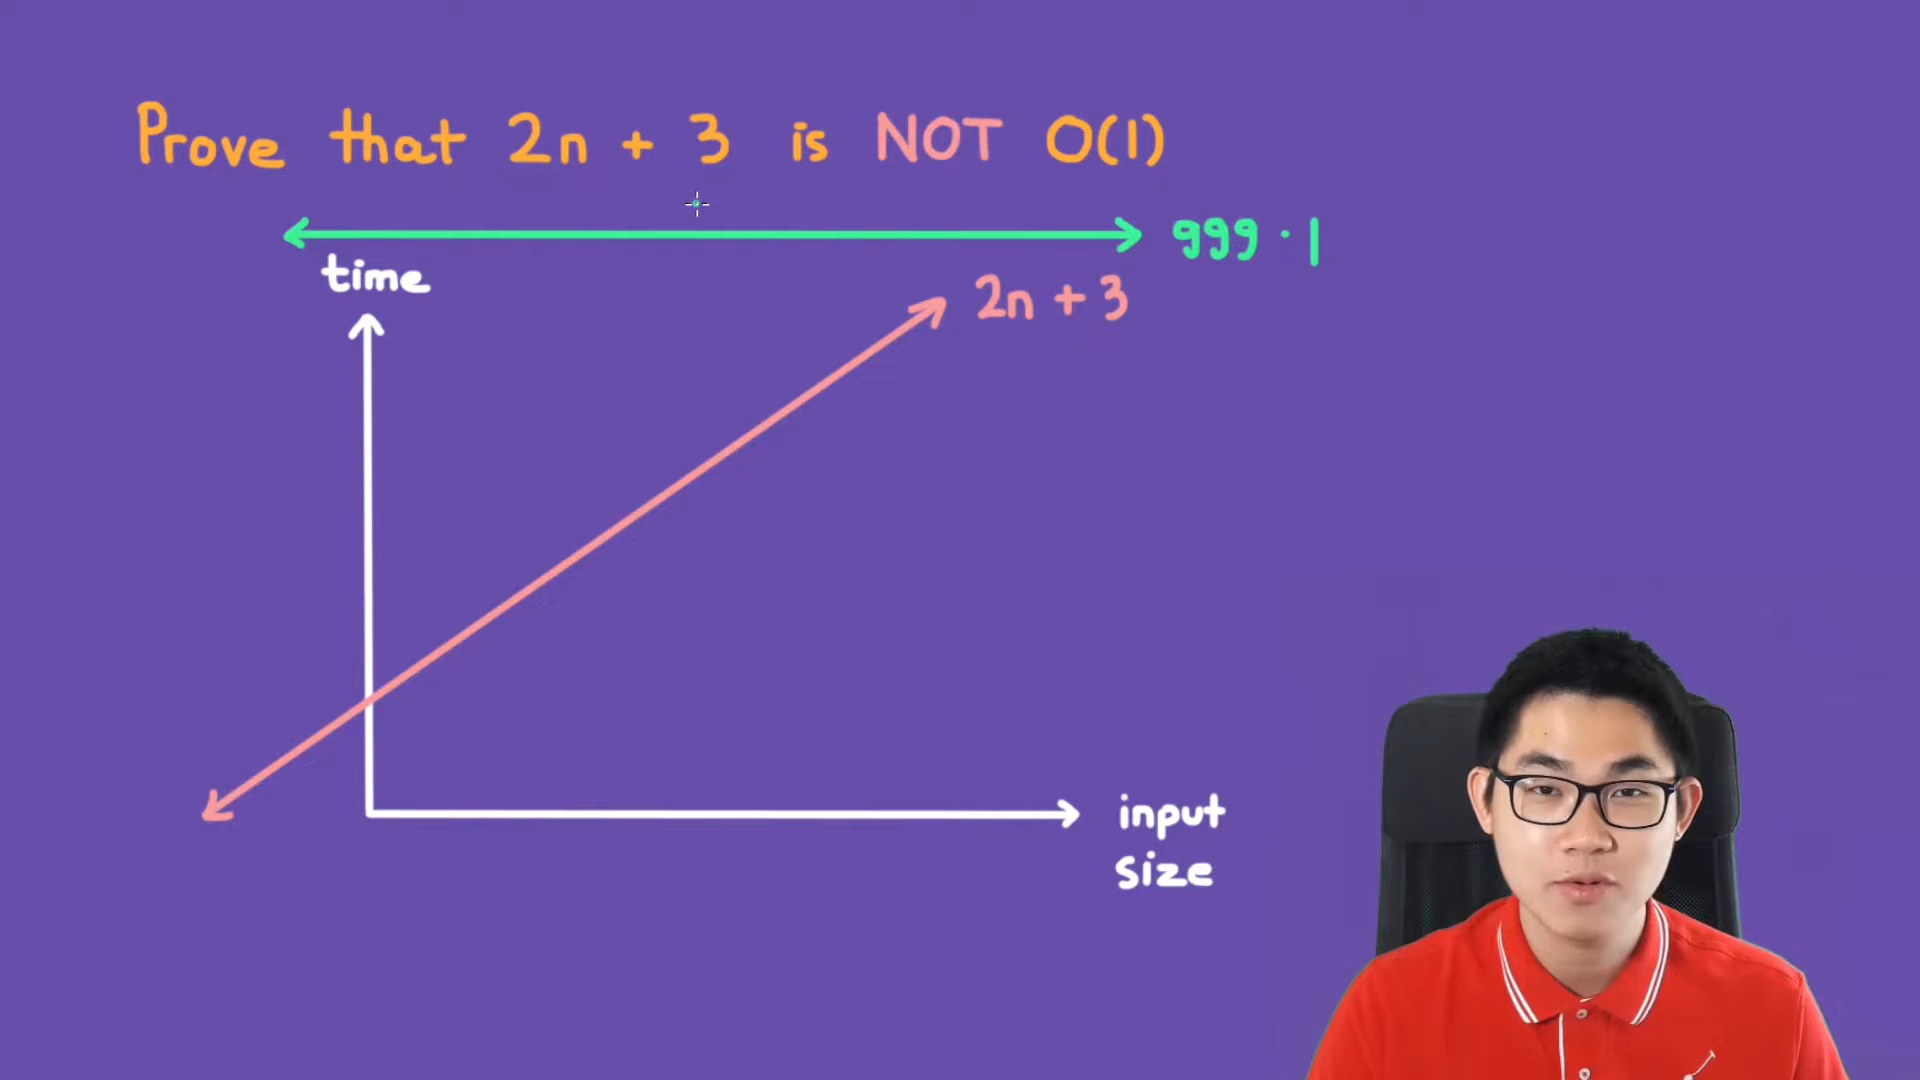 Prove that 2n + 3 is NOT O(1)
999 · 1
time
2n + 3
input
size